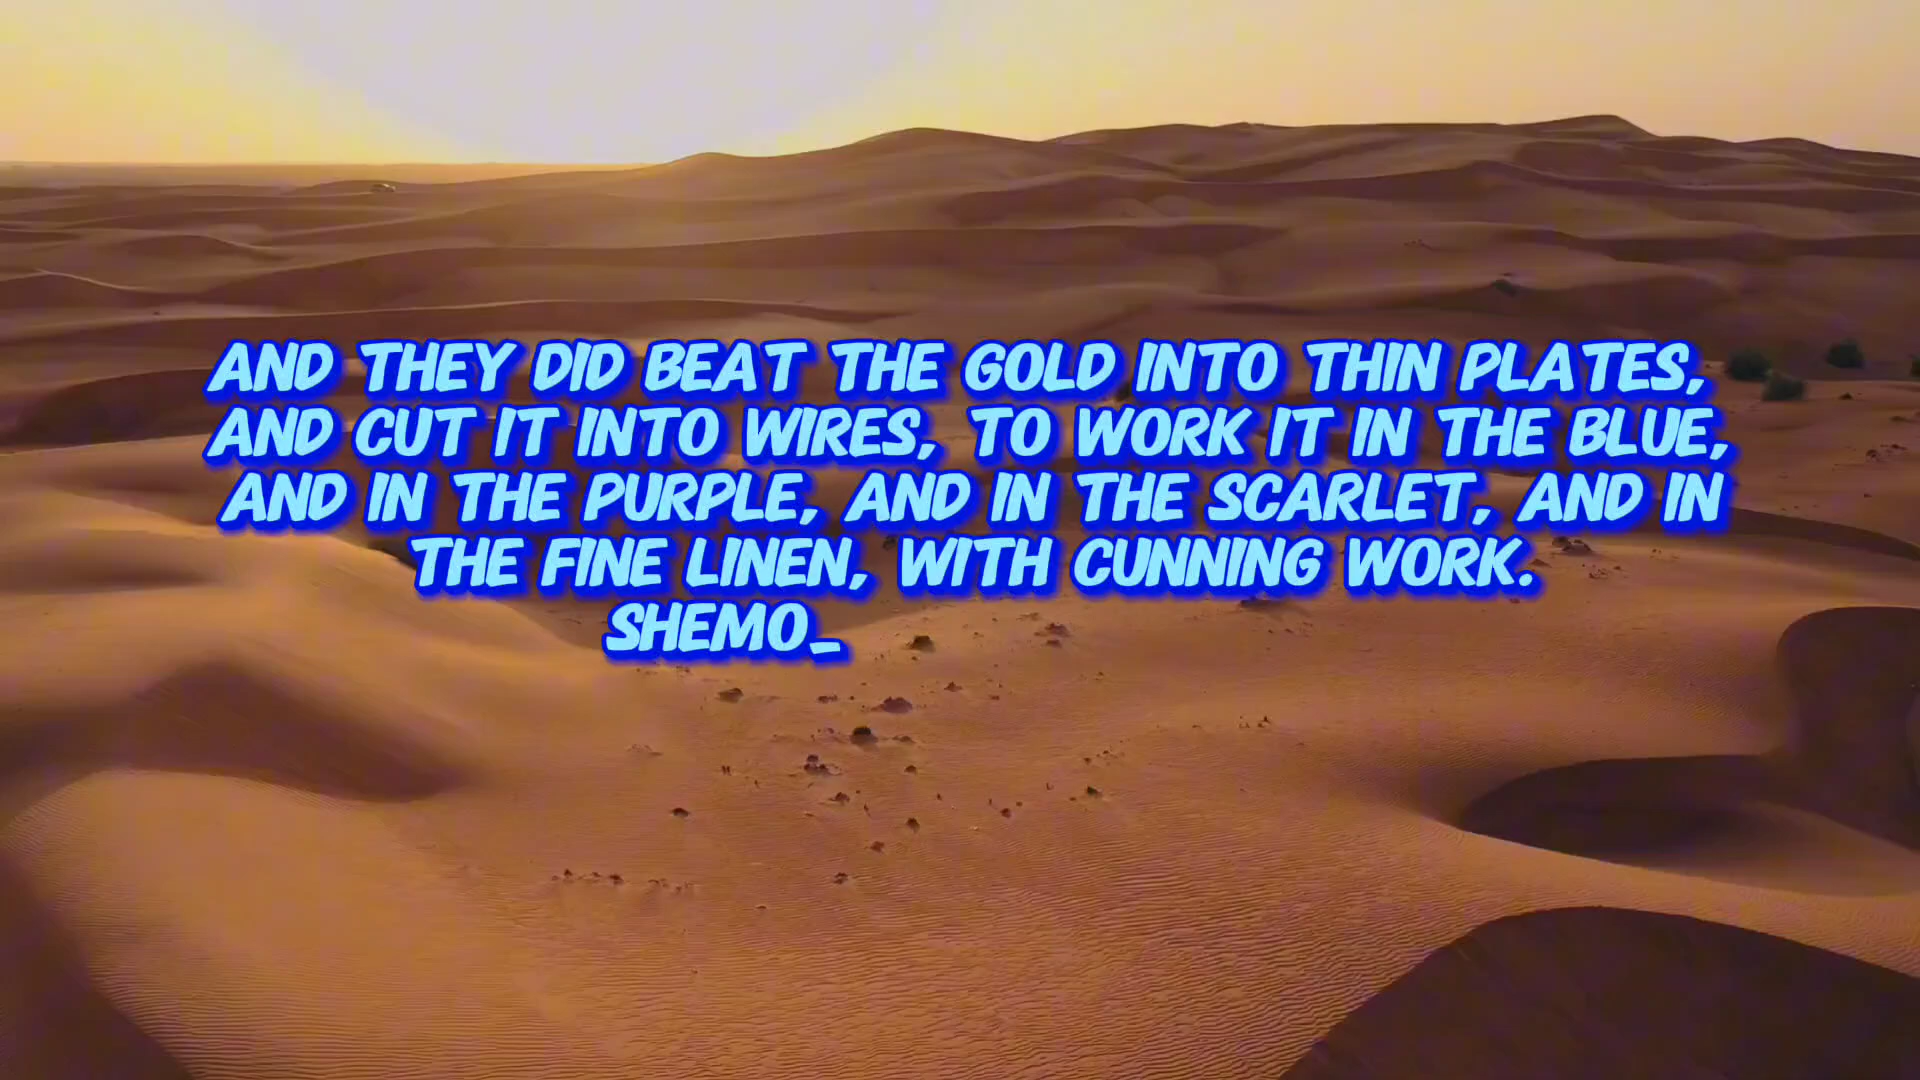 AND THEY DID BEAT THE GOLD INTO THIN PLATES,
AND CUT IT INTO WIRES, TO WORK IT IN THE BLUE,
AND IN THE PURPLE, AND IN THE SCARLET, AND IN
THE FINE LINEN, WITH CUNNING WORK.
SHEMO_